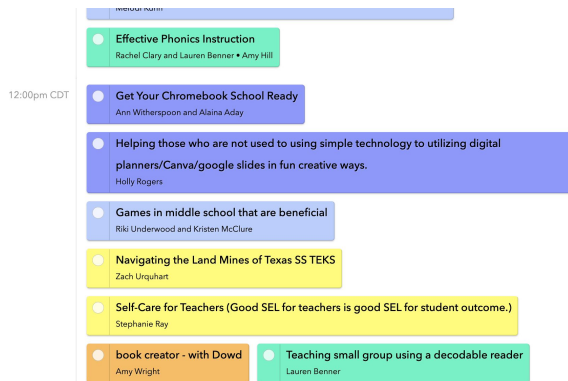 Melodi Kuhn
Effective Phonics Instruction
Rachel Clary and Lauren Benner • Amy Hill
12:00pm CDT
Get Your Chromebook School Ready
Ann Witherspoon and Alaina Aday
Helping those who are not used to using simple technology to utilizing digital
planners/Canva/google slides in fun creative ways.
Holly Rogers
Games in middle school that are beneficial
Riki Underwood and Kristen McClure
Navigating the Land Mines of Texas SS TEKS
Zach Urquhart
Self-Care for Teachers (Good SEL for teachers is good SEL for student outcome.)
Stephanie Ray
book creator - with Dowd
Amy Wright
Teaching small group using a decodable reader
Lauren Benner